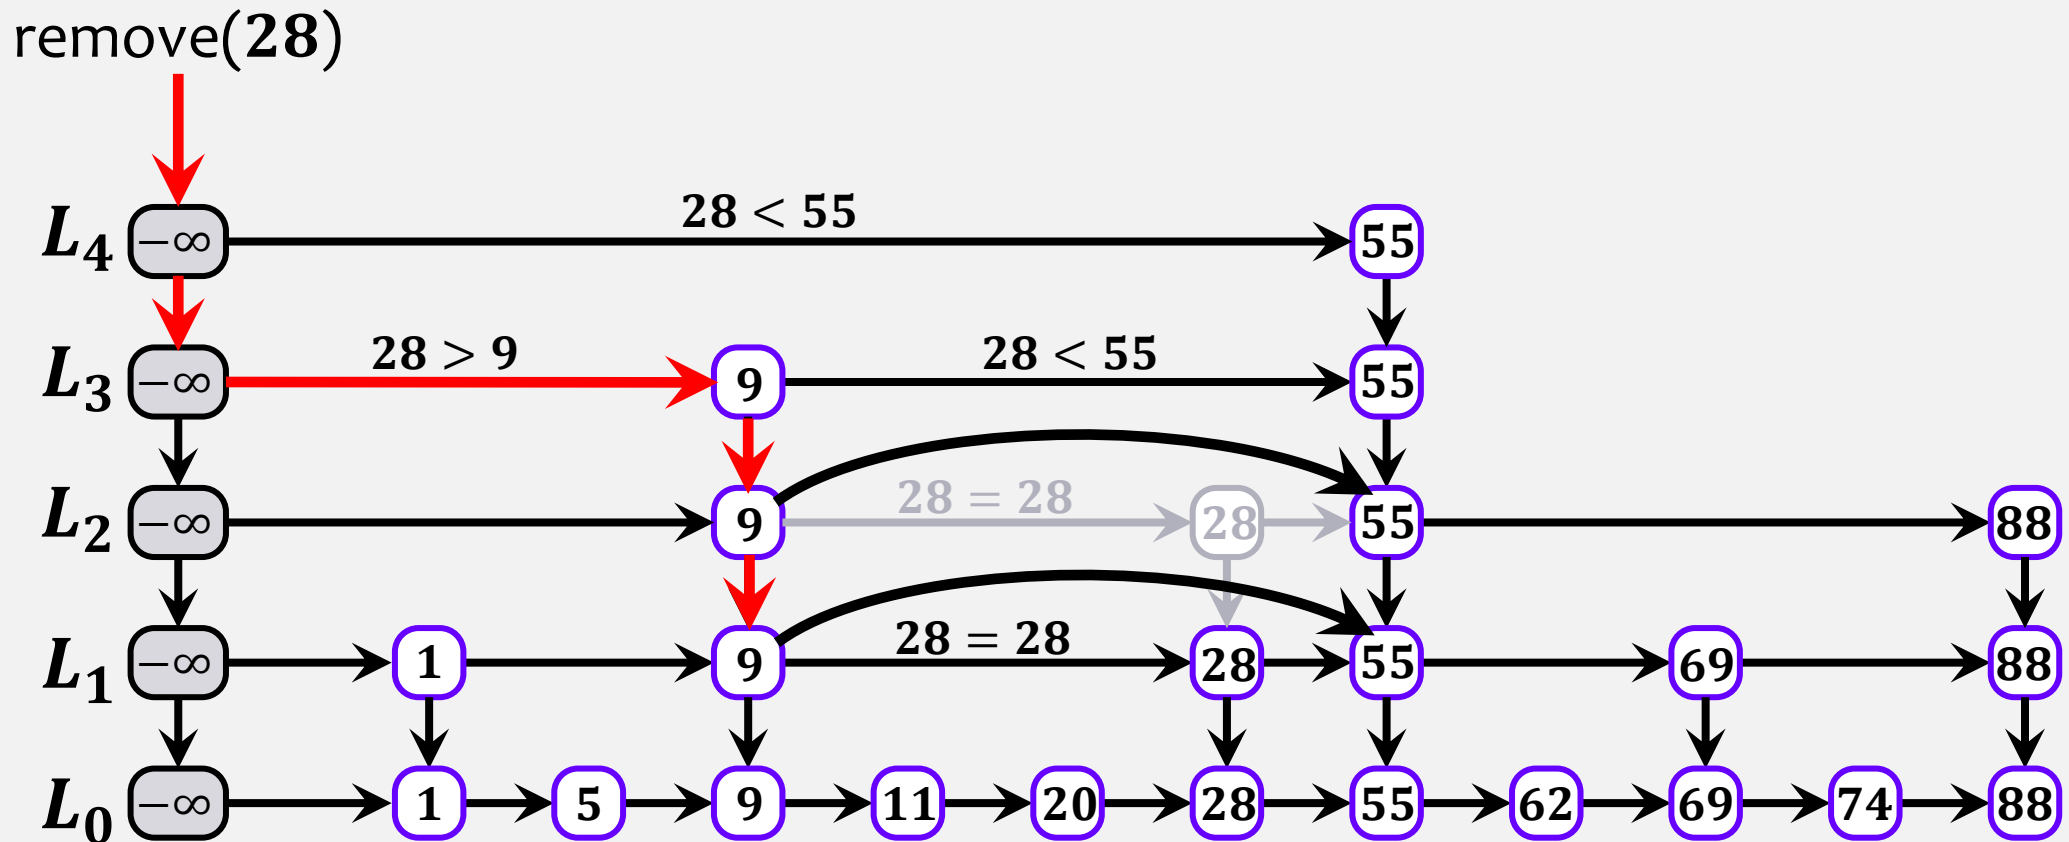 remove(28)
28 < 55
L4 −∞ 55
28 > 9 28 < 55
L3 −∞ 9 55
28 = 28
L2 −∞ 9 28 55 88
28 = 28
L1 −∞ 1 9 28 55 69 88
L0 −∞ 1 5 9 11 20 28 55 62 69 74 88